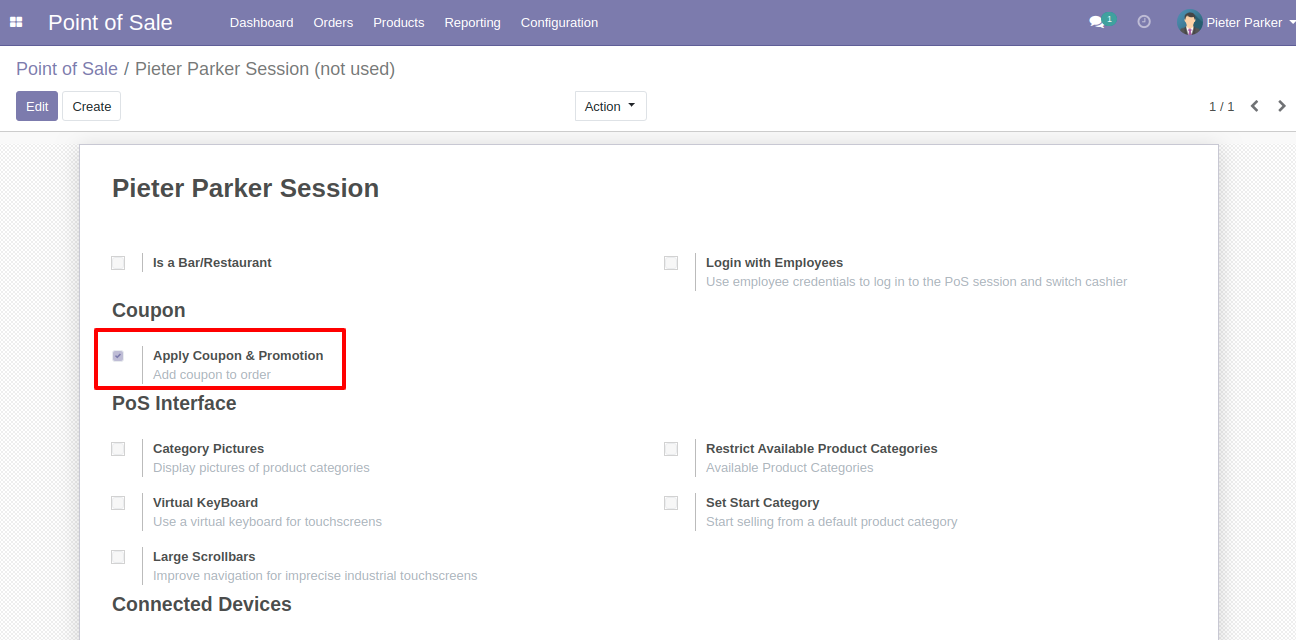 Point of Sale Dashboard Orders Products Reporting Configuration 1 Pieter Parker
Point of Sale / Pieter Parker Session (not used)
Edit Create Action 1 / 1
Pieter Parker Session
Is a Bar/Restaurant
Login with Employees
Use employee credentials to log in to the PoS session and switch cashier
Coupon
Apply Coupon & Promotion
Add coupon to order
PoS Interface
Category Pictures
Display pictures of product categories
Restrict Available Product Categories
Available Product Categories
Virtual KeyBoard
Use a virtual keyboard for touchscreens
Set Start Category
Start selling from a default product category
Large Scrollbars
Improve navigation for imprecise industrial touchscreens
Connected Devices